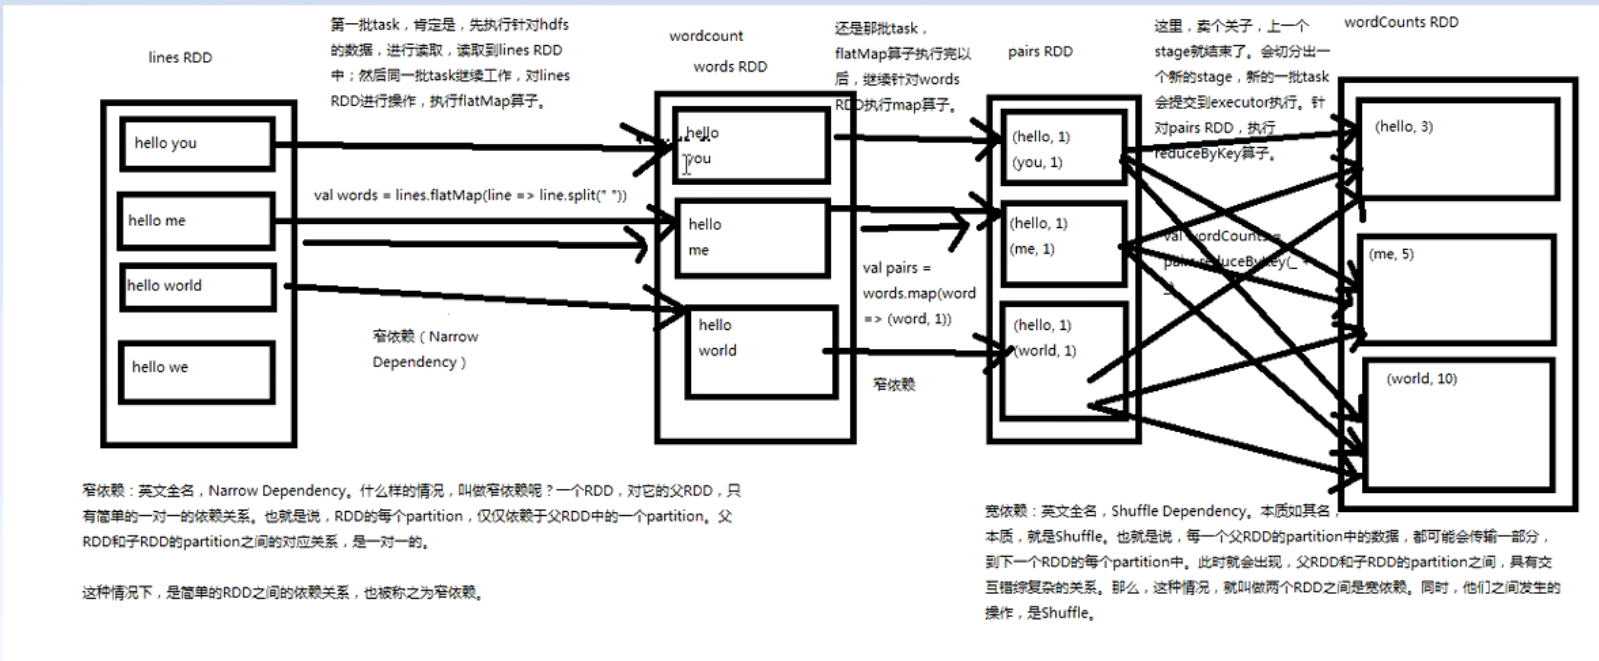 lines RDD
hello you
hello me
hello world
hello we
第一批task，肯定是，先执行针对hdfs
的数据，进行读取，读取到lines RDD
中；然后同一批task继续工作，对lines
RDD进行操作，执行flatMap算子。
val words = lines.flatMap(line => line.split(" "))
窄依赖（Narrow
Dependency）
wordcount
words RDD
hello
you
hello
me
hello
world
还是那批task，
flatMap算子执行完以
后，继续针对words
RDD执行map算子。
val pairs =
words.map(word
=> (word, 1))
窄依赖
pairs RDD
(hello, 1)
(you, 1)
(hello, 1)
(me, 1)
(hello, 1)
(world, 1)
这里，卖个关子，上一个
stage就结束了。会切分出一
个新的stage，新的一批task
会提交到executor执行。针
对pairs RDD，执行
reduceByKey算子。
val wordCounts =
pairs.reduceByKey(_ +
_)
wordCounts RDD
(hello, 3)
(me, 5)
(world, 10)
窄依赖：英文全名，Narrow Dependency。什么样的情况，叫做窄依赖呢？一个RDD，对它的父RDD，只
有简单的一对一的依赖关系。也就是说，RDD的每个partition，仅仅依赖于父RDD中的一个partition。父
RDD和子RDD的partition之间的对应关系，是一对一的。
这种情况下，是简单的RDD之间的依赖关系，也被称之为窄依赖。
宽依赖：英文全名，Shuffle Dependency。本质如其名，
本质，就是Shuffle。也就是说，每一个父RDD的partition中的数据，都可能会传输一部分，
到下一个RDD的每个partition中。此时就会出现，父RDD和子RDD的partition之间，具有交
互错综复杂的关系。那么，这种情况，就叫做两个RDD之间是宽依赖。同时，他们之间发生的
操作，是Shuffle。